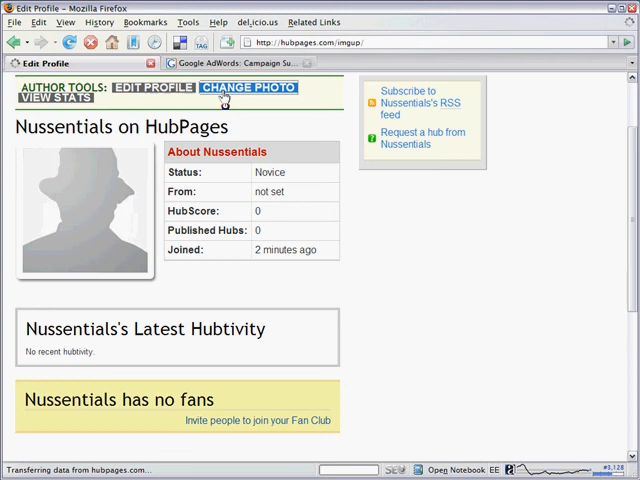 Edit Profile - Mozilla Firefox
File Edit View History Bookmarks Tools Help del.icio.us Related Links
TAG http://hubpages.com/imgup/
Edit Profile Google AdWords: Campaign Su...
AUTHOR TOOLS: EDIT PROFILE CHANGE PHOTO
VIEW STATS
Subscribe to
Nussentials's RSS
feed
? Request a hub from
Nussentials
Nussentials on HubPages
About Nussentials
Status: Novice
From: not set
HubScore: 0
Published Hubs: 0
Joined: 2 minutes ago
Nussentials's Latest Hubtivity
No recent hubtivity.
Nussentials has no fans
Invite people to join your Fan Club
Transferring data from hubpages.com... Open Notebook EE #3,128